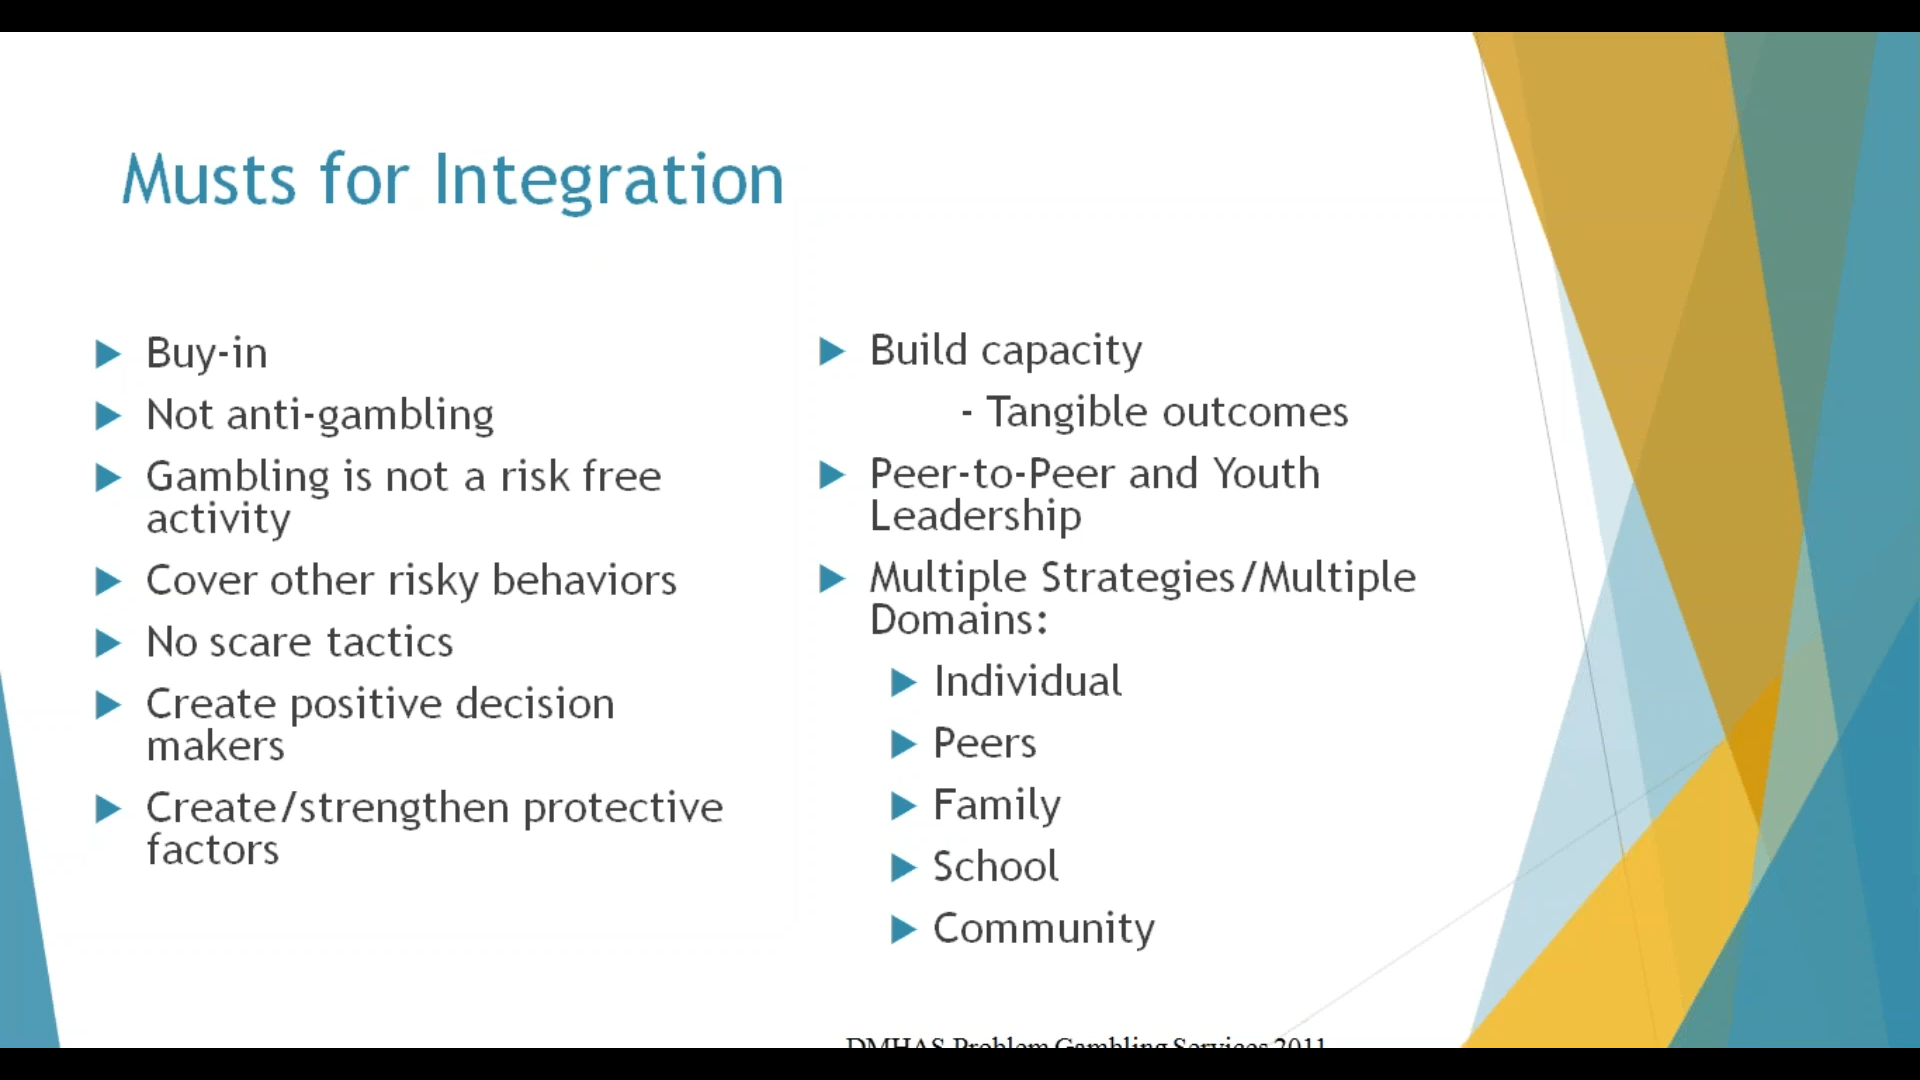 Musts for Integration
Buy-in
Not anti-gambling
Gambling is not a risk free
activity
Cover other risky behaviors
No scare tactics
Create positive decision
makers
Create/strengthen protective
factors
Build capacity
- Tangible outcomes
Peer-to-Peer and Youth
Leadership
Multiple Strategies/Multiple
Domains:
Individual
Peers
Family
School
Community
DMHAS Problem Gambling Services 2011